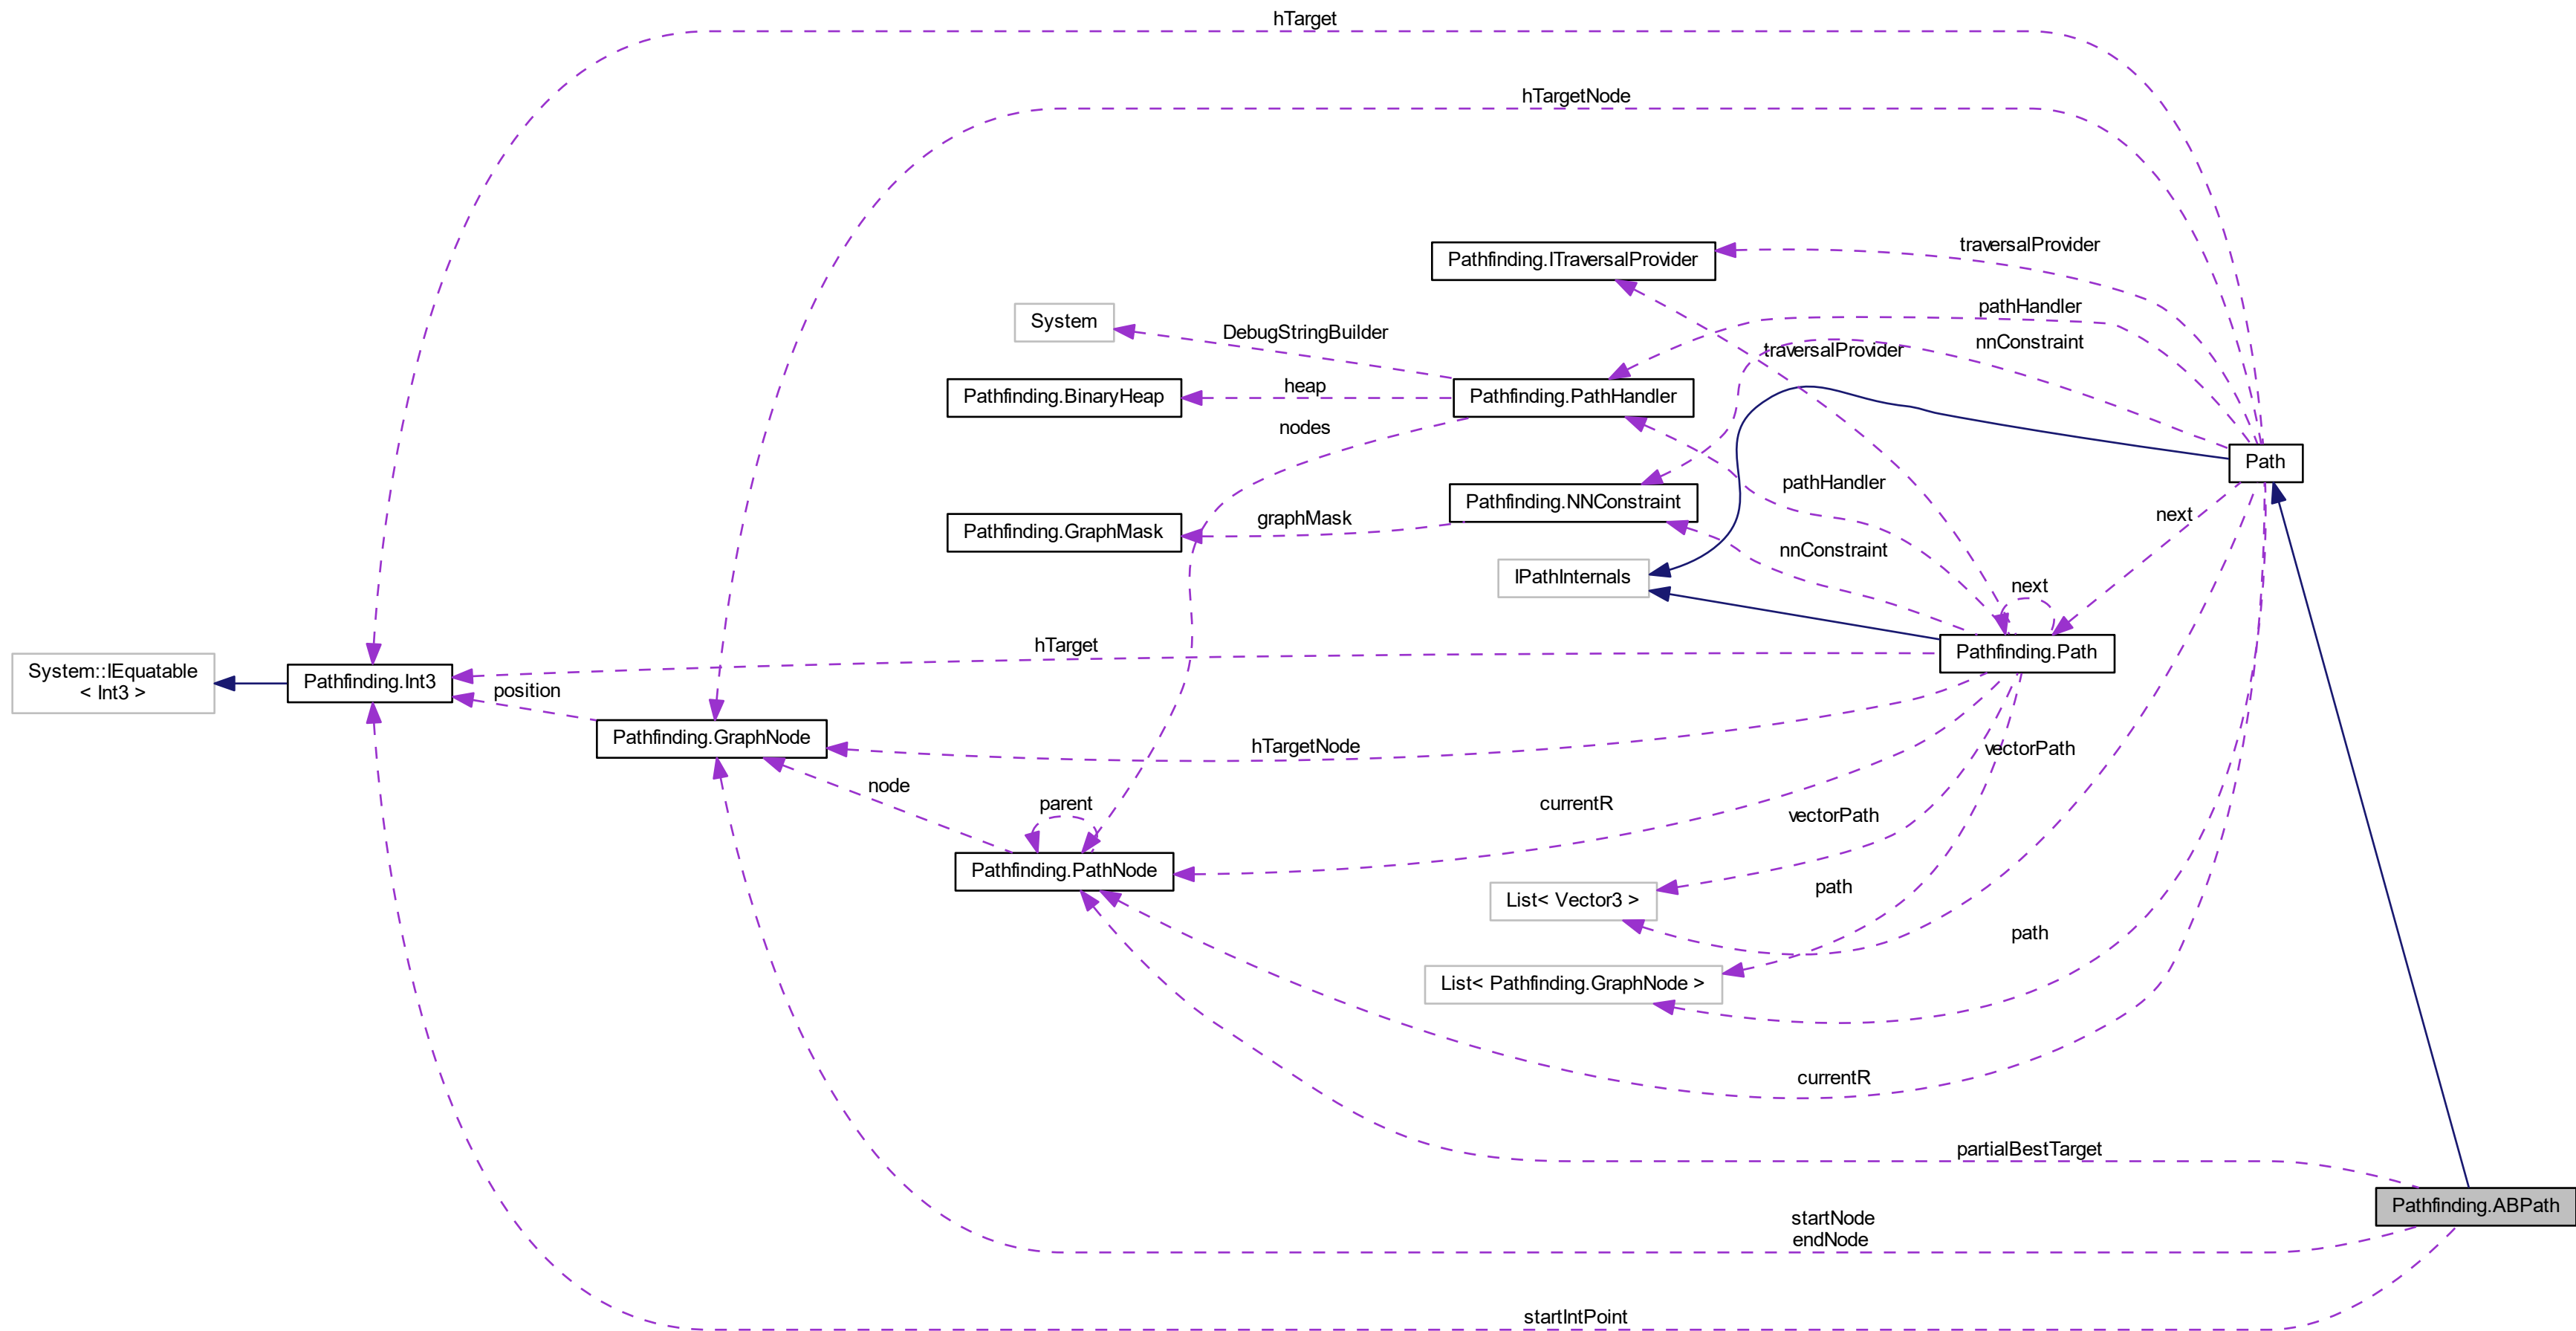 hTarget
hTargetNode
traversalProvider
Pathfinding.ITraversalProvider
pathHandler
System
DebugStringBuilder
nnConstraint
traversalProvider
heap
Pathfinding.BinaryHeap
Pathfinding.PathHandler
nodes
Path
pathHandler
Pathfinding.NNConstraint
next
graphMask
Pathfinding.GraphMask
nnConstraint
IPathInternals
next
hTarget
Pathfinding.Path
System::IEquatable
< Int3 >
Pathfinding.Int3
position
Pathfinding.GraphNode
hTargetNode
vectorPath
node
parent
currentR
vectorPath
Pathfinding.PathNode
path
List< Vector3 >
path
List< Pathfinding.GraphNode >
currentR
partialBestTarget
Pathfinding.ABPath
startNode
endNode
startIntPoint